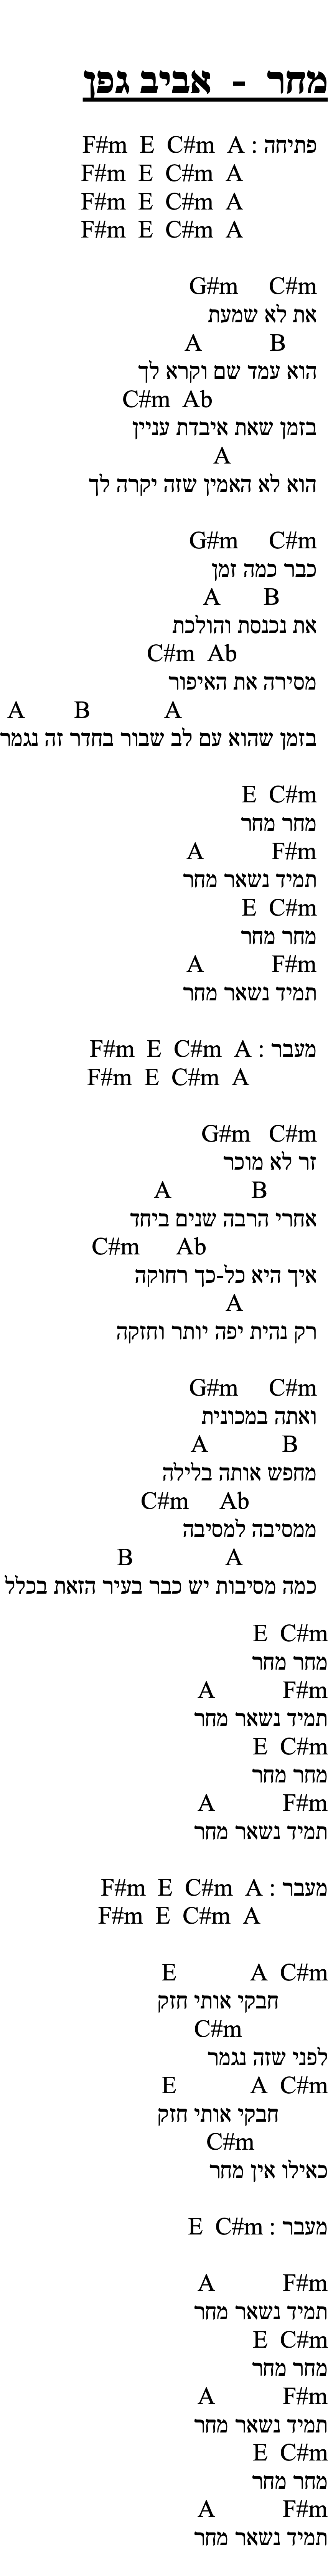 מחר - אביב גפן
פתיחה : F#m E C#m A
F#m E C#m A
F#m E C#m A
F#m E C#m A
G#m C#m
את לא שמעת
A B
הוא עמד שם וקרא לך
C#m Ab
בזמן שאת איבדת עניין
A
הוא לא האמין שזה יקרה לך
G#m C#m
כבר כמה זמן
A B
את נכנסת והולכת
C#m Ab
מסירה את האיפור
A B A
בזמן שהוא עם לב שבור בחדר זה נגמר
E C#m
מחר מחר
A F#m
תמיד נשאר מחר
E C#m
מחר מחר
A F#m
תמיד נשאר מחר
מעבר : F#m E C#m A
F#m E C#m A
G#m C#m
זר לא מוכר
A B
אחרי הרבה שנים ביחד
C#m Ab
איך היא כל-כך רחוקה
A
רק נהית יפה יותר וחזקה
G#m C#m
ואתה במכונית
A B
מחפש אותה בלילה
C#m Ab
ממסיבה למסיבה
B A
כמה מסיבות יש כבר בעיר הזאת בכלל
E C#m
מחר מחר
A F#m
תמיד נשאר מחר
E C#m
מחר מחר
A F#m
תמיד נשאר מחר
מעבר : F#m E C#m A
F#m E C#m A
E A C#m
חבקי אותי חזק
C#m
לפני שזה נגמר
E A C#m
חבקי אותי חזק
C#m
כאילו אין מחר
מעבר : E C#m
A F#m
תמיד נשאר מחר
E C#m
מחר מחר
A F#m
תמיד נשאר מחר
E C#m
מחר מחר
A F#m
תמיד נשאר מחר